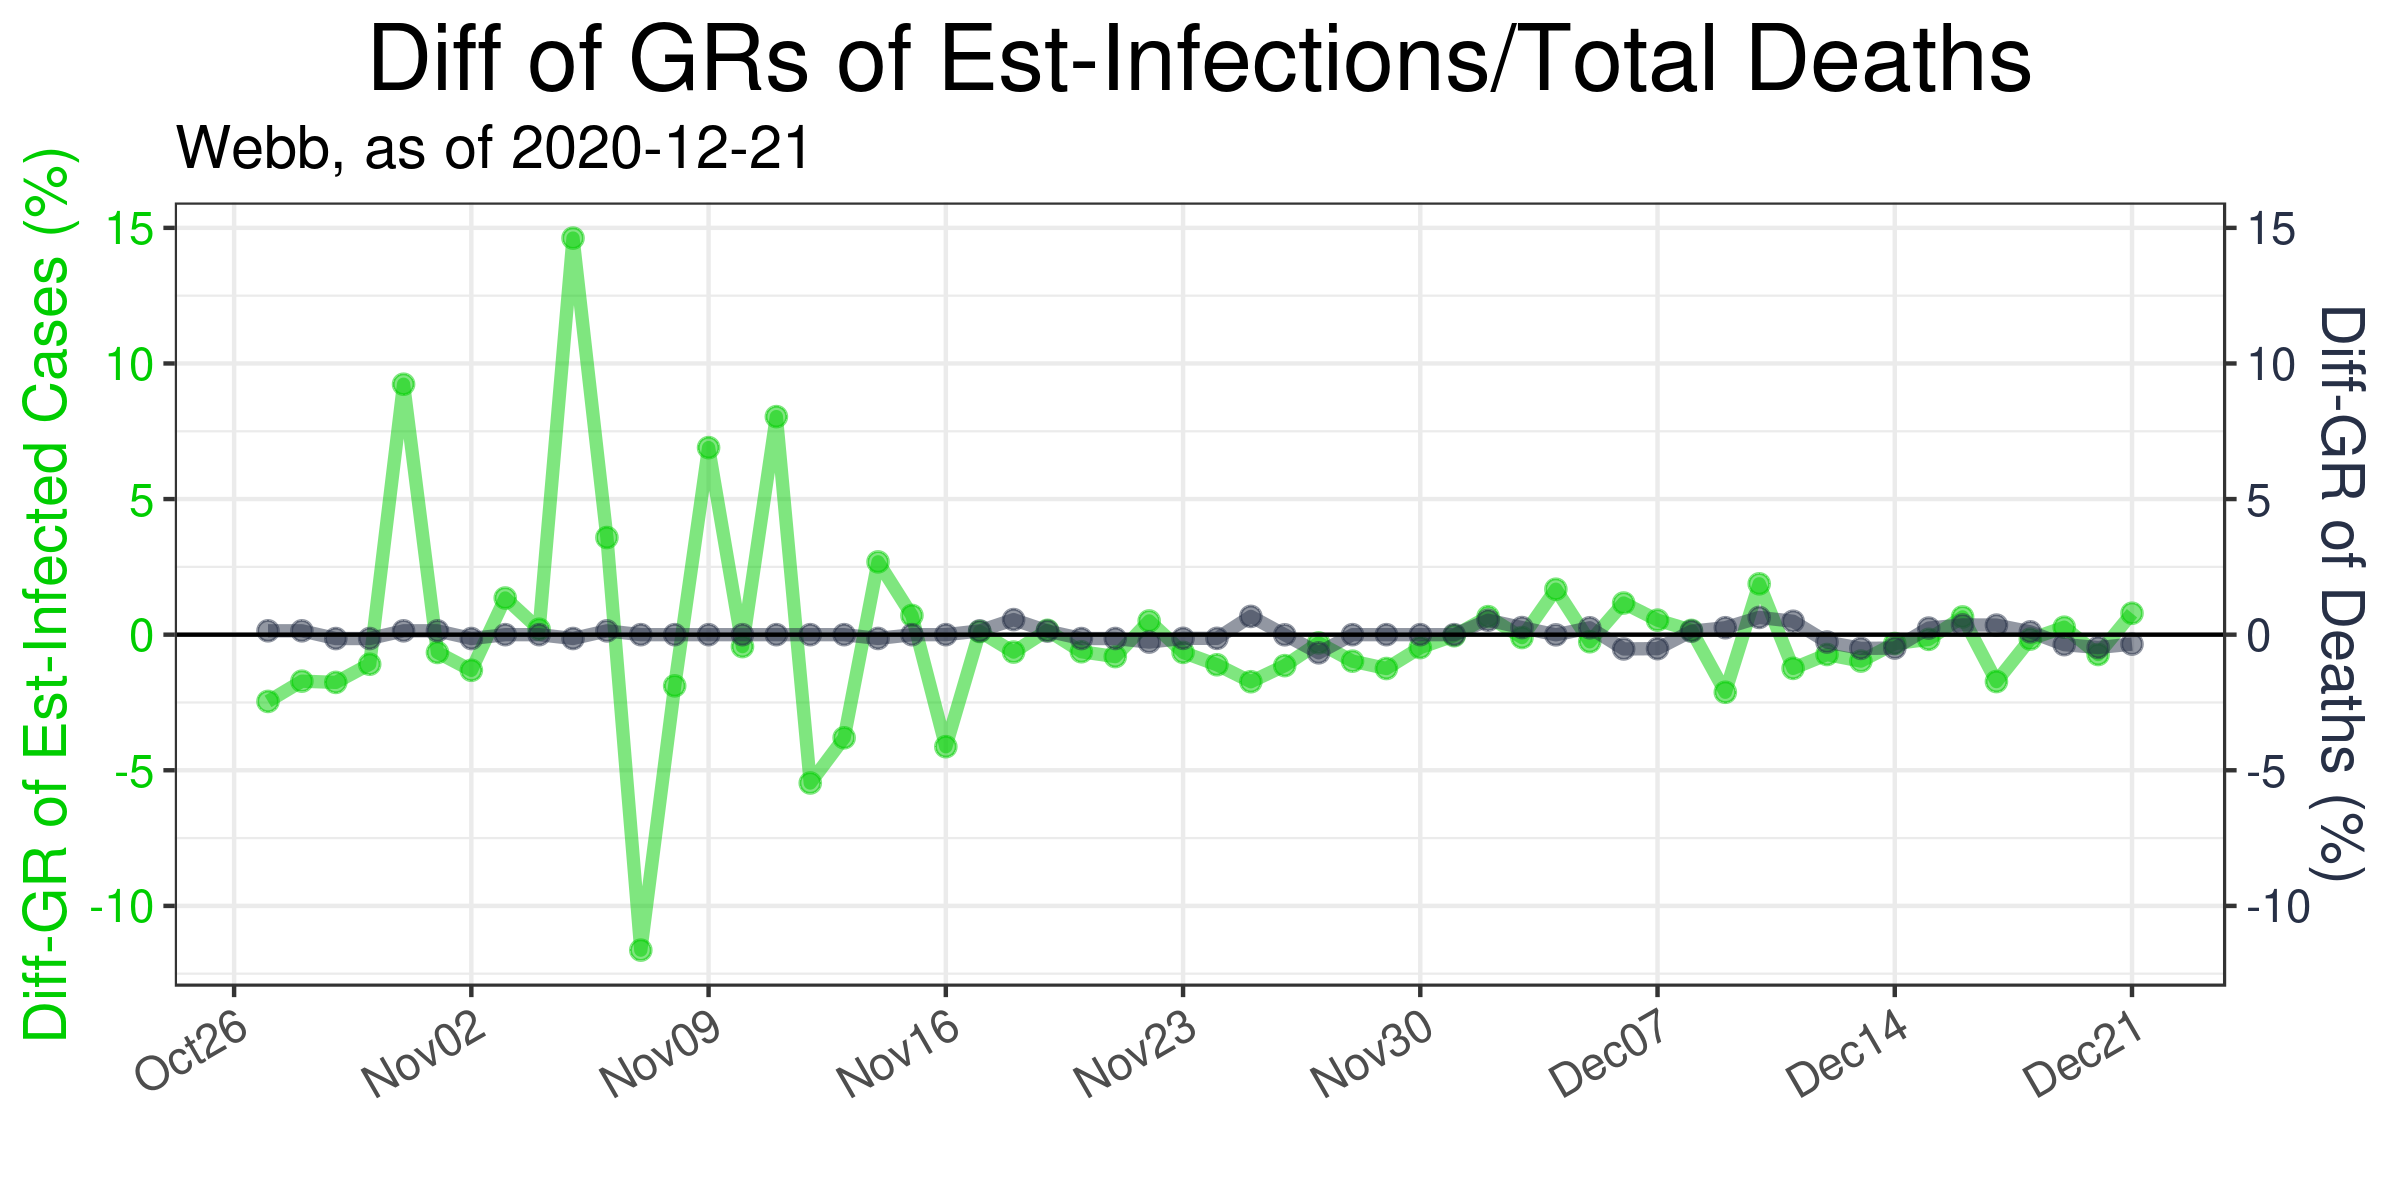 Diff of GRs of Est-Infections/Total Deaths
Webb, as of 2020-12-21
Diff-GR of Est-Infected Cases (%)
15
10
5
0
-5
-10
15
10
5
0
-5
-10
Diff-GR of Deaths (%)
Oct26
Nov02
Nov09
Nov16
Nov23
Nov30
Dec07
Dec14
Dec21